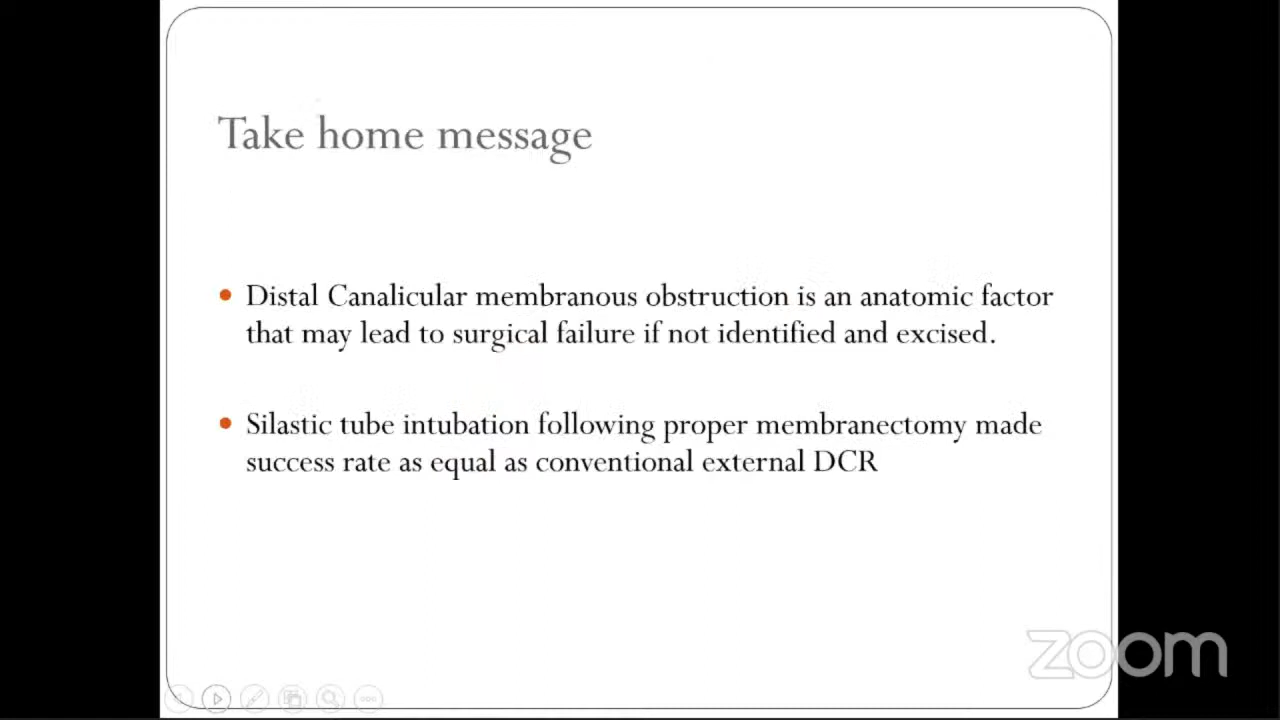 Take home message
Distal Canalicular membranous obstruction is an anatomic factor
that may lead to surgical failure if not identified and excised.
Silastic tube intubation following proper membranectomy made
success rate as equal as conventional external DCR
zoom